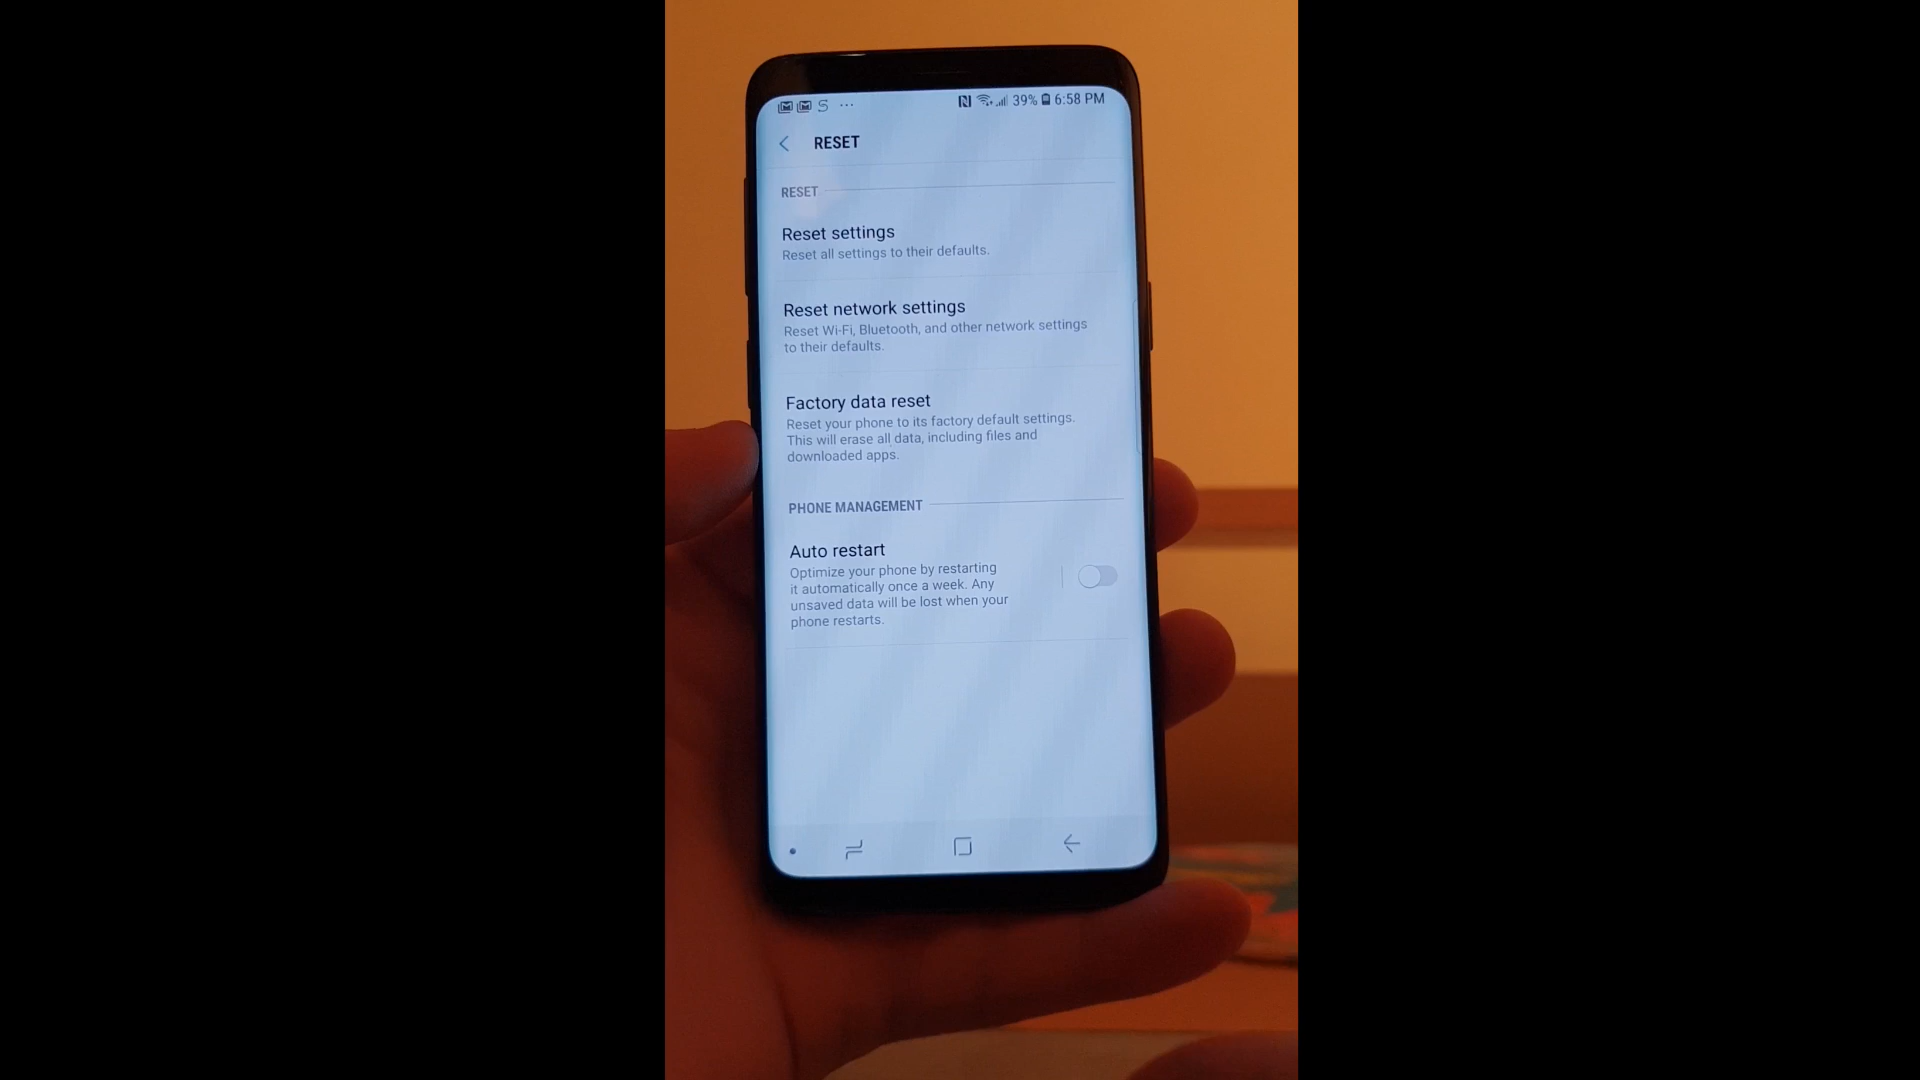 39% 6:58 PM
RESET
RESET
Reset settings
Reset all settings to their defaults.
Reset network settings
Reset Wi-Fi, Bluetooth, and other network settings
to their defaults.
Factory data reset
Reset your phone to its factory default settings.
This will erase all data, including files and
downloaded apps.
PHONE MANAGEMENT
Auto restart
Optimize your phone by restarting
it automatically once a week. Any
unsaved data will be lost when your
phone restarts.